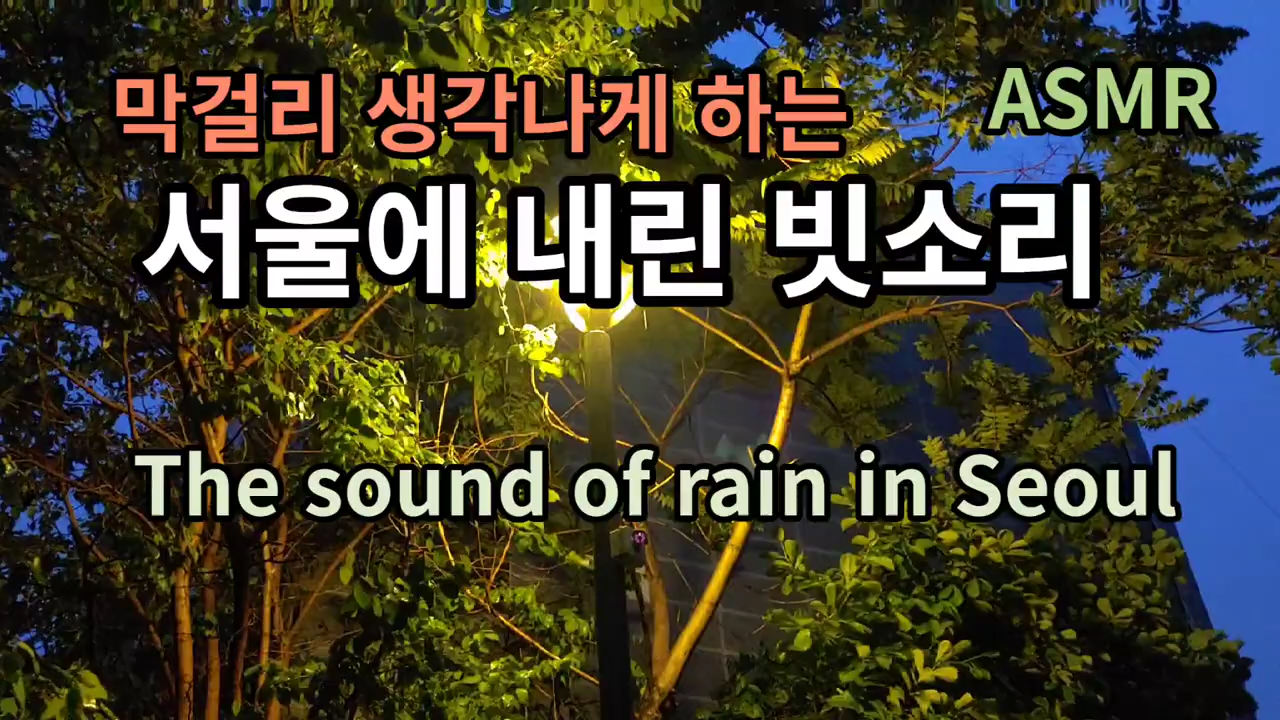 막걸리 생각나게 하는
ASMR
서울에 내린 빗소리
The sound of rain in Seoul